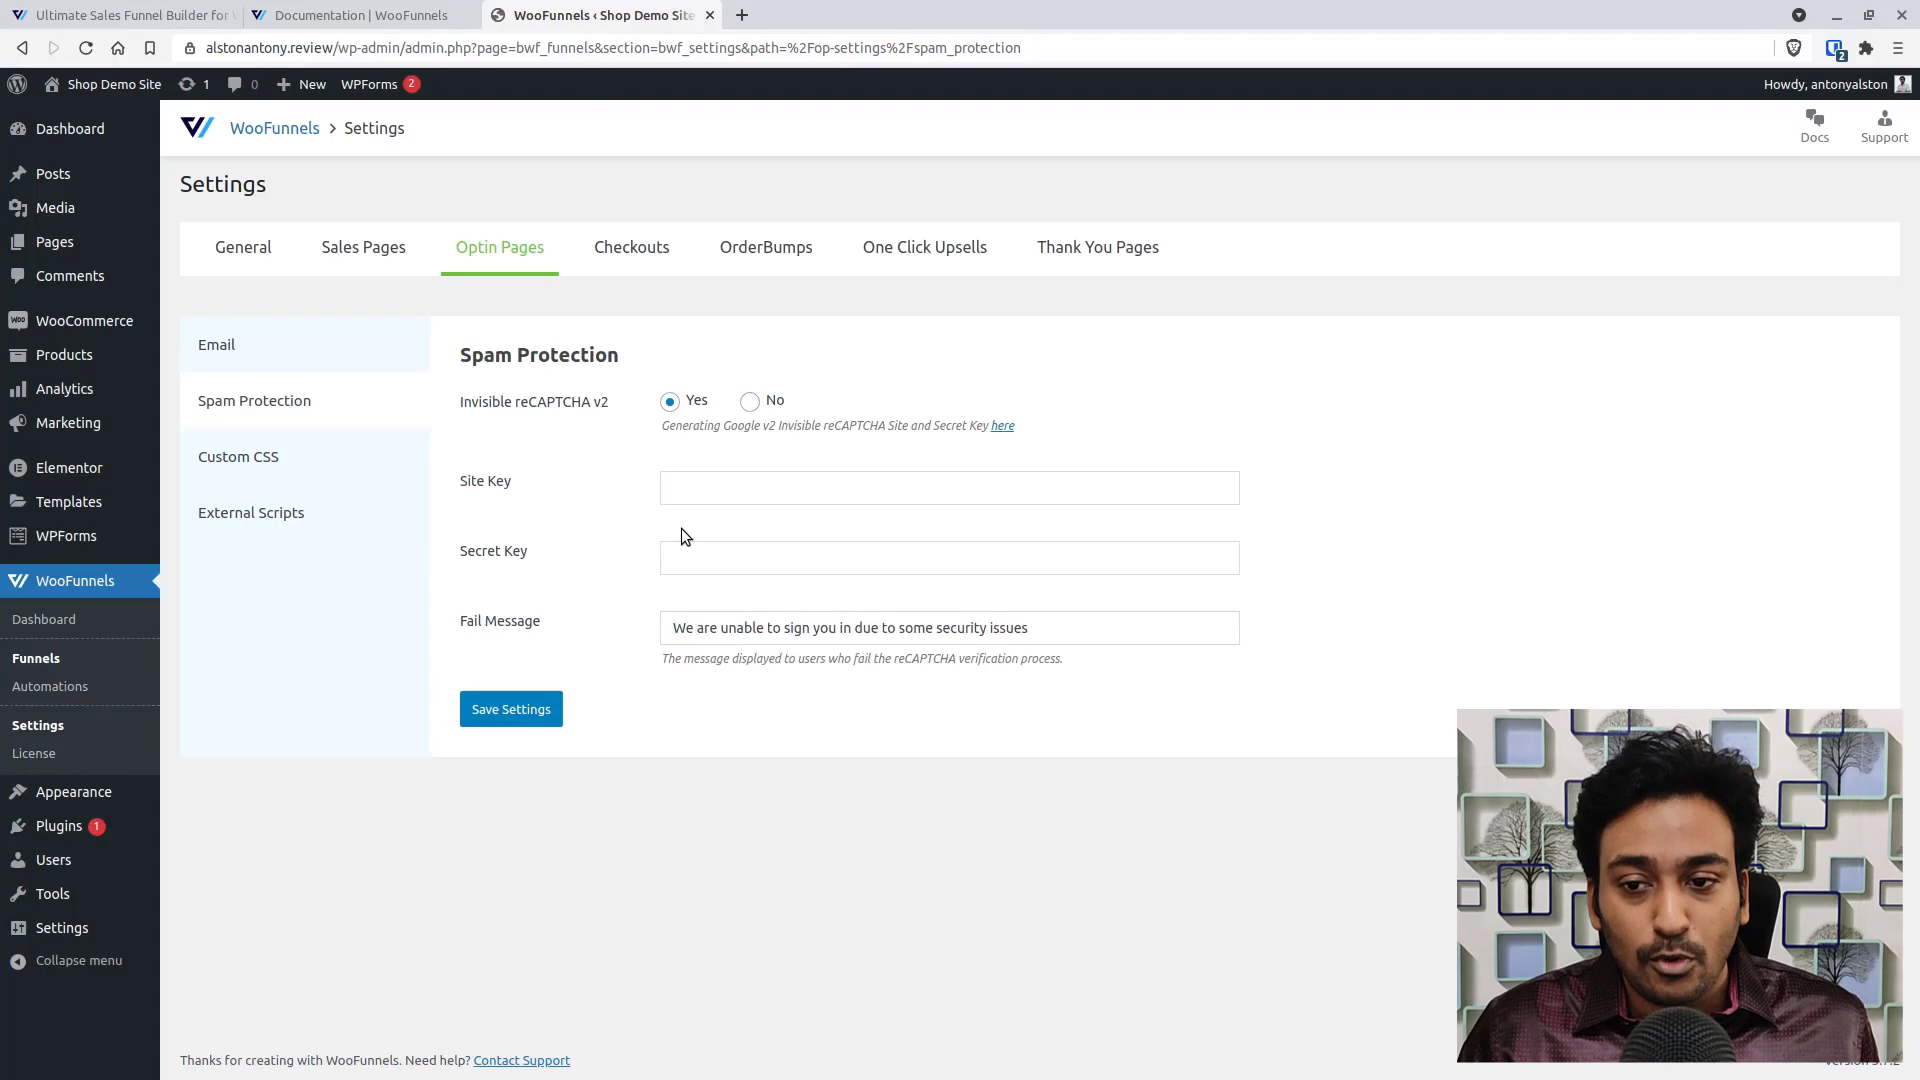 Ultimate Sales Funnel Builder for
Documentation | WooFunnels
WooFunnels ‹ Shop Demo Site
alstonantony.review/wp-admin/admin.php?page=bwf_funnels&section=bwf_settings&path=%2Fop-settings%2Fspam_protection
2
Shop Demo Site
1
0
New
WPForms 2
Howdy, antonyalston
Dashboard
Posts
Media
Pages
Comments
WooCommerce
Products
Analytics
Marketing
Elementor
Templates
WPForms
WooFunnels
Dashboard
Funnels
Automations
Settings
License
Appearance
Plugins 1
Users
Tools
Settings
Collapse menu
WooFunnels > Settings
Docs
Support
Settings
General
Sales Pages
Optin Pages
Checkouts
OrderBumps
One Click Upsells
Thank You Pages
Email
Spam Protection
Custom CSS
External Scripts
Spam Protection
Invisible reCAPTCHA v2
Yes
No
Generating Google v2 Invisible reCAPTCHA Site and Secret Key here
Site Key
Secret Key
Fail Message
We are unable to sign you in due to some security issues
The message displayed to users who fail the reCAPTCHA verification process.
Save Settings
Thanks for creating with WooFunnels. Need help? Contact Support